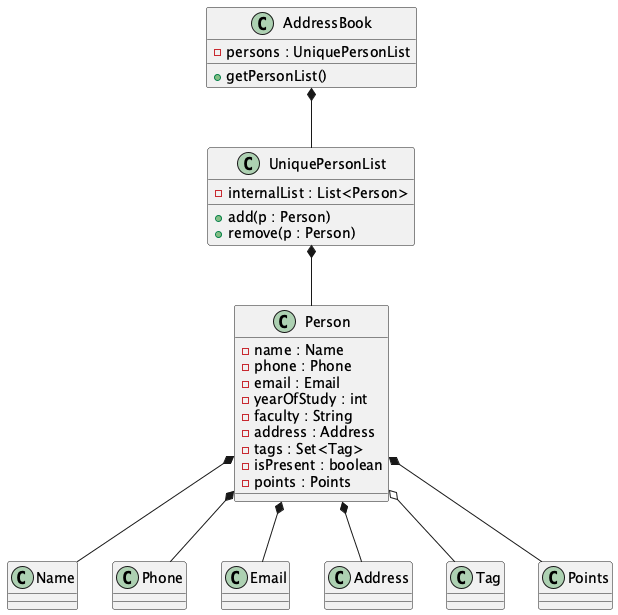 C AddressBook
persons : UniquePersonList
getPersonList()
C UniquePersonList
internalList : List<Person>
add(p : Person)
remove(p : Person)
C Person
name : Name
phone : Phone
email : Email
yearOfStudy : int
faculty : String
address : Address
tags : Set<Tag>
isPresent : boolean
points : Points
C Name
C Phone
C Email
C Address
C Tag
C Points